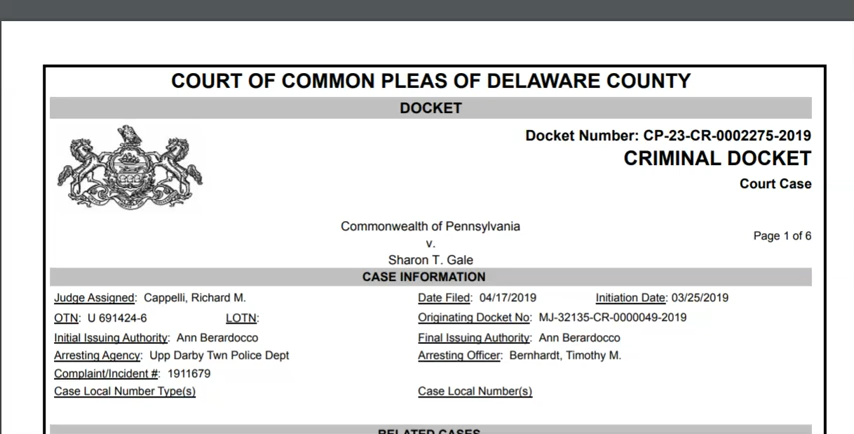 COURT OF COMMON PLEAS OF DELAWARE COUNTY
DOCKET
Docket Number: CP-23-CR-0002275-2019
CRIMINAL DOCKET
Court Case
Commonwealth of Pennsylvania
v.
Sharon T. Gale
Page 1 of 6
CASE INFORMATION
Judge Assigned: Cappelli, Richard M. Date Filed: 04/17/2019 Initiation Date: 03/25/2019
OTN: U 691424-6 LOTN: Originating Docket No: MJ-32135-CR-0000049-2019
Initial Issuing Authority: Ann Berardocco Final Issuing Authority: Ann Berardocco
Arresting Agency: Upp Darby Twn Police Dept Arresting Officer: Bernhardt, Timothy M.
Complaint/Incident #: 1911679
Case Local Number Type(s) Case Local Number(s)
RELATED CASES